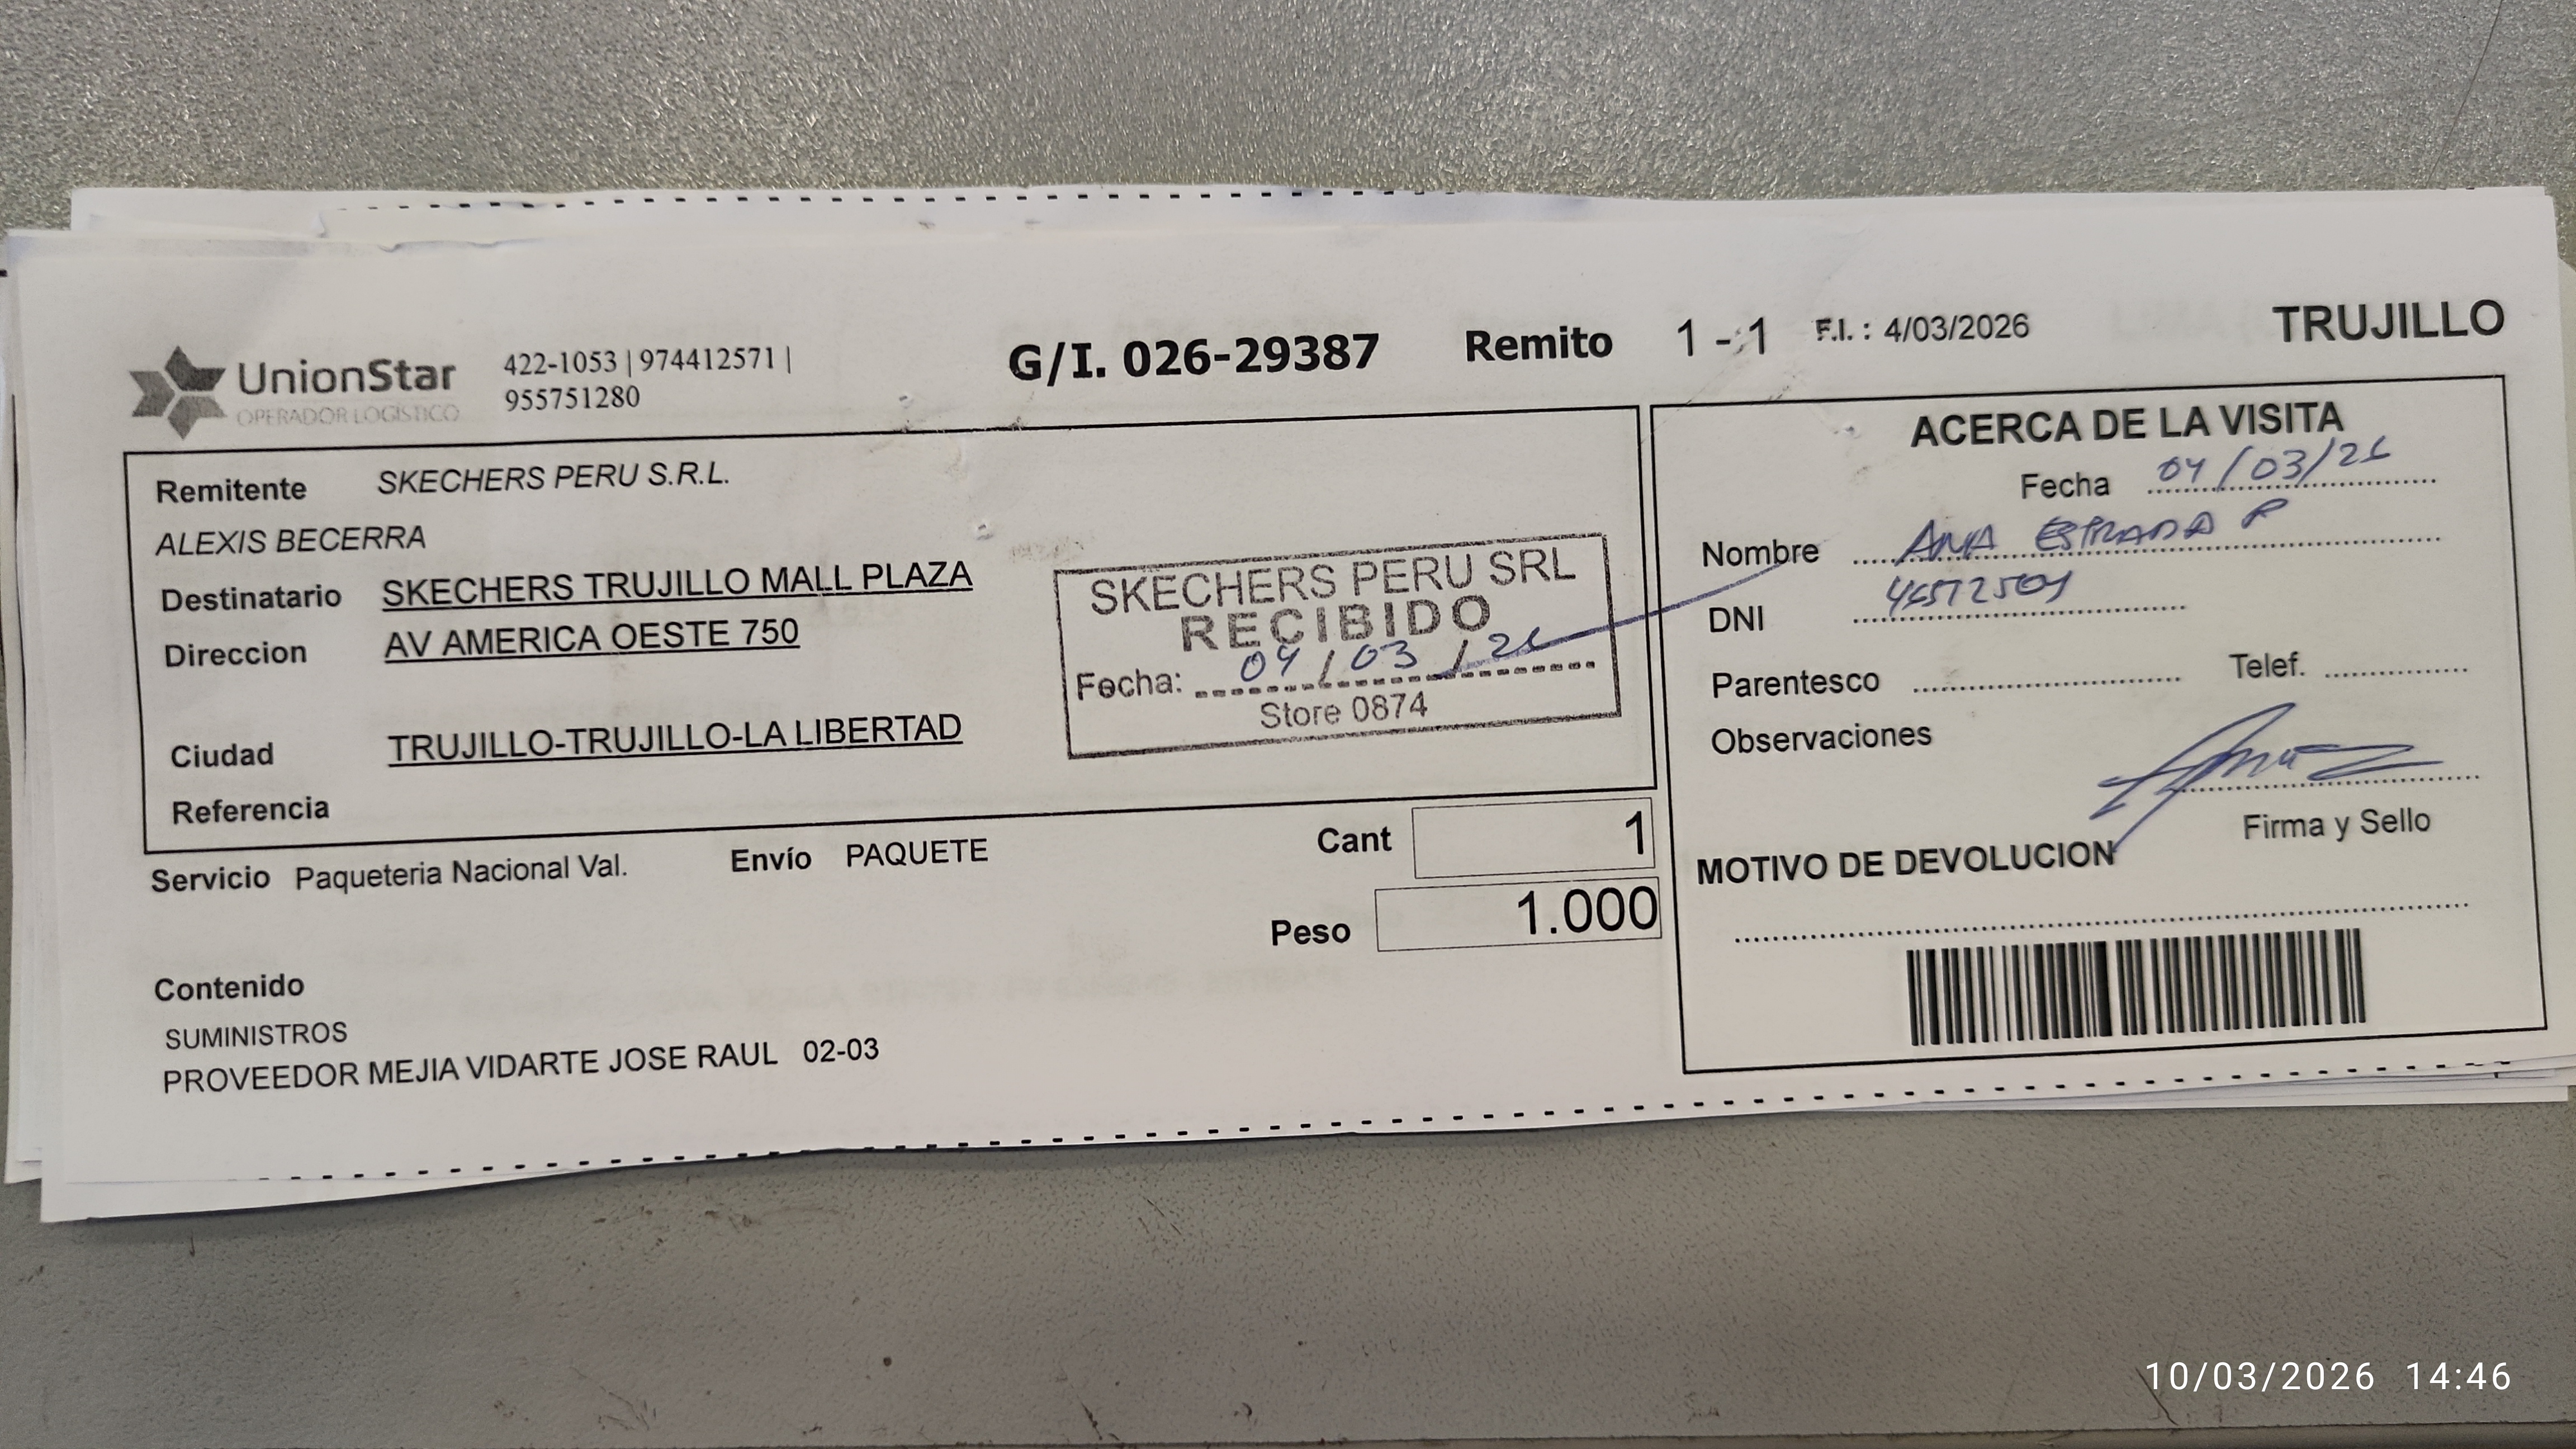 UnionStar
OPERADOR LOGÍSTICO
422-1053 | 974412571 |
955751280
G/I. 026-29387 Remito 1 - 1 F.I. : 4/03/2026 TRUJILLO
Remitente SKECHERS PERU S.R.L.
ALEXIS BECERRA
Destinatario SKECHERS TRUJILLO MALL PLAZA
Direccion AV AMERICA OESTE 750
Ciudad TRUJILLO-TRUJILLO-LA LIBERTAD
Referencia
SKECHERS PERU SRL
RECIBIDO
Fecha: 04/03/26
Store 0874
Servicio Paqueteria Nacional Val. Envío PAQUETE
Cant 1
Peso 1.000
Contenido
SUMINISTROS
PROVEEDOR MEJIA VIDARTE JOSE RAUL 02-03
ACERCA DE LA VISITA
Fecha 04/03/26
Nombre ANA ESTRADA P
DNI
Parentesco Telef.
Observaciones
Firma y Sello
MOTIVO DE DEVOLUCION
10/03/2026 14:46